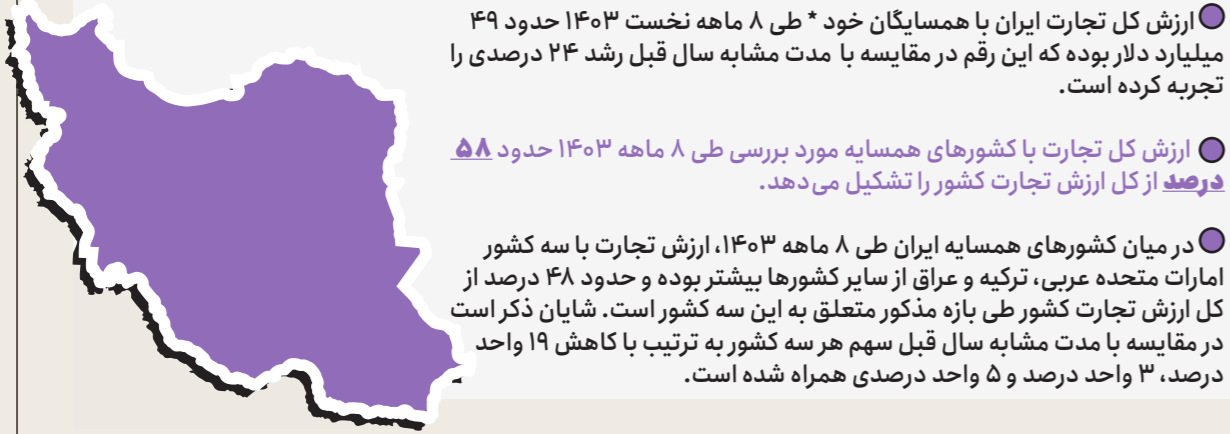 ارزش کل تجارت ایران با همسایگان خود * طی ۸ ماهه نخست ۱۴۰۳ حدود ۴۹
میلیارد دلار بوده که این رقم در مقایسه با مدت مشابه سال قبل رشد ۲۴ درصدی را
تجربه کرده است.
ارزش کل تجارت با کشورهای همسایه مورد بررسی طی ۸ ماهه ۱۴۰۳ حدود ۵۸
درصد از کل ارزش تجارت کشور را تشکیل می‌دهد.
در میان کشورهای همسایه ایران طی ۸ ماهه ۱۴۰۳، ارزش تجارت با سه کشور
امارات متحده عربی، ترکیه و عراق از سایر کشورها بیشتر بوده و حدود ۴۸ درصد از
کل ارزش تجارت کشور طی بازه مذکور متعلق به این سه کشور است. شایان ذکر است
در مقایسه با مدت مشابه سال قبل سهم هر سه کشور به ترتیب با کاهش ۱۹ واحد
درصد، ۳ واحد درصد و ۵ واحد درصدی همراه شده است.